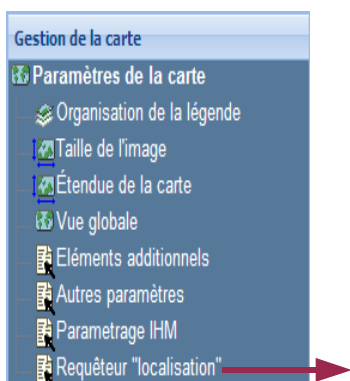 Gestion de la carte
Paramètres de la carte
Organisation de la légende
Taille de l'image
Étendue de la carte
Vue globale
Eléments additionnels
Autres paramètres
Parametrage IHM
Requêteur "localisation"